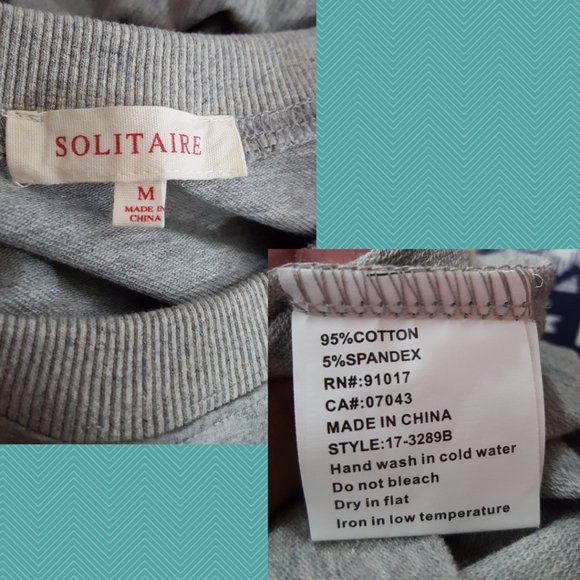 SOLITAIRE
M
MADE IN
CHINA
95%COTTON
5%SPANDEX
RN#:91017
CA#:07043
MADE IN CHINA
STYLE:17-3289B
Hand wash in cold water
Do not bleach
Dry in flat
Iron in low temperature